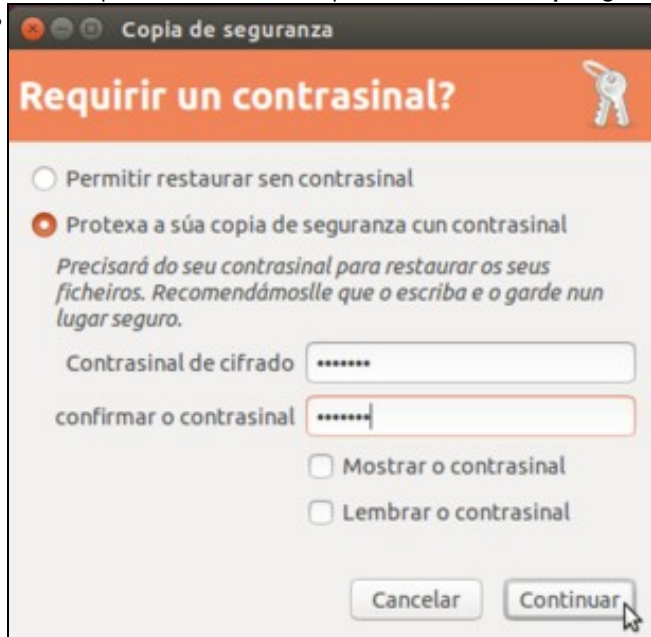 Copia de seguranza
Requirir un contrasinal?
Permitir restaurar sen contrasinal
Protexa a súa copia de seguranza cun contrasinal
Precisará do seu contrasinal para restaurar os seus
ficheiros. Recomendámoslle que o escriba e o garde nun
lugar seguro.
Contrasinal de cifrado •••••••
confirmar o contrasinal •••••••
Mostrar o contrasinal
Lembrar o contrasinal
Cancelar Continuar